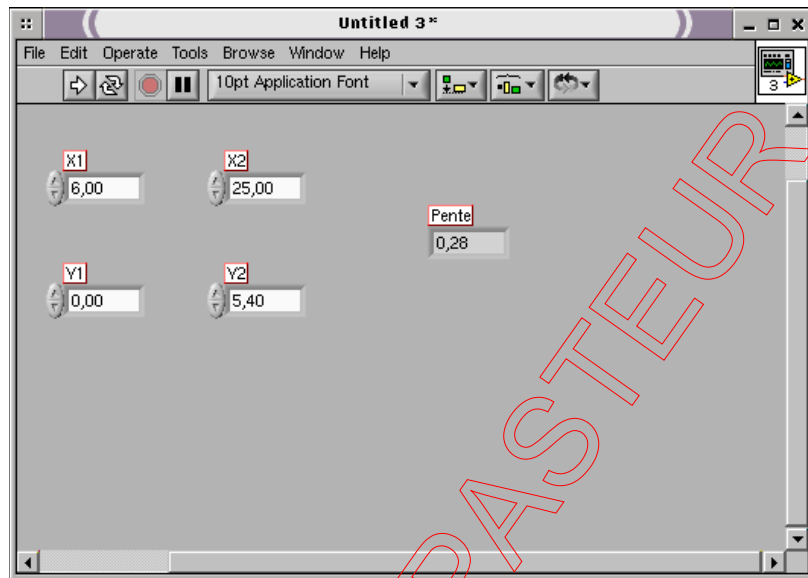 Untitled 3*
File Edit Operate Tools Browse Window Help
10pt Application Font
3
X1
6,00
X2
25,00
Pente
0,28
Y1
0,00
Y2
5,40
PASTEUR